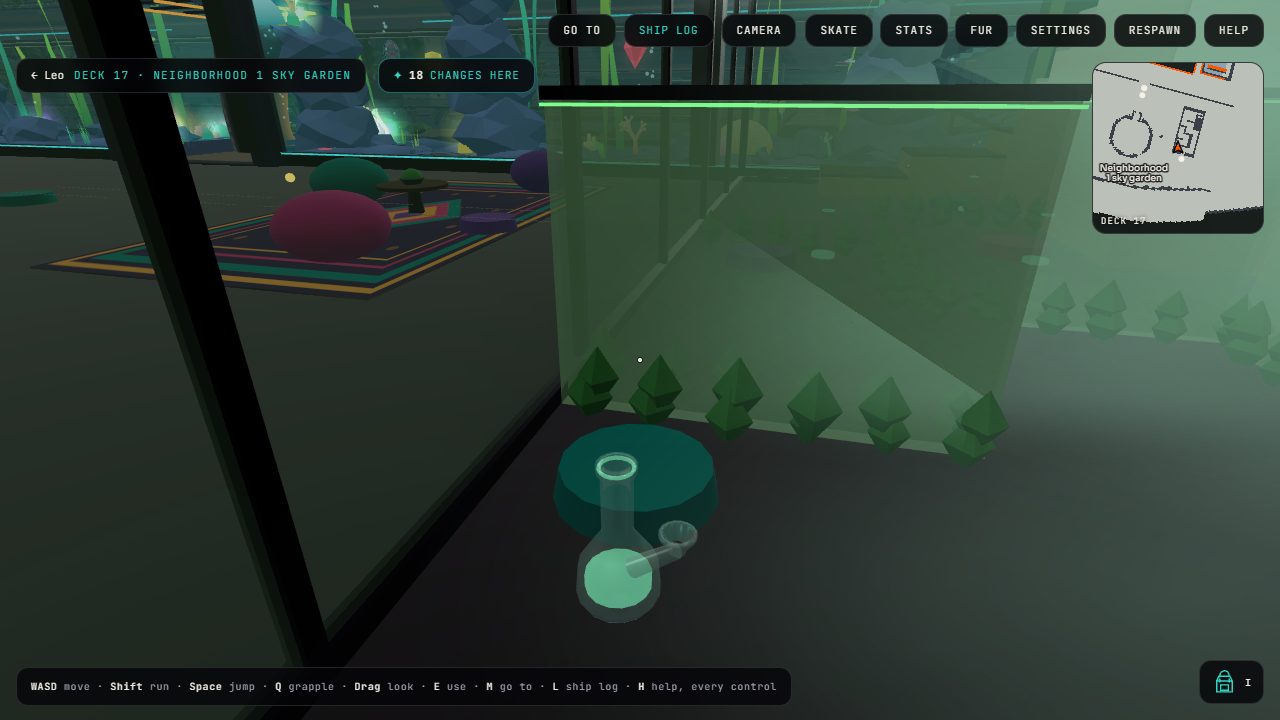 GO TO
SHIP LOG
CAMERA
SKATE
STATS
FUR
SETTINGS
RESPAWN
HELP
← Leo DECK 17 · NEIGHBORHOOD 1 SKY GARDEN
✦ 18 CHANGES HERE
Neighborhood
1 sky garden
DECK 17
WASD move · Shift run · Space jump · Q grapple · Drag look · E use · M go to · L ship log · H help, every control
I